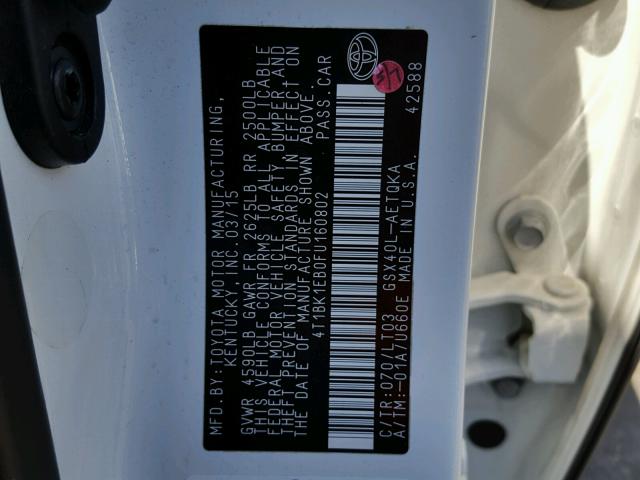 MFD. BY: TOYOTA MOTOR MANUFACTURING,
KENTUCKY, INC. 03/15
GVWR 4590LB GAWR FR 2625LB RR 2500LB
THIS VEHICLE CONFORMS TO ALL APPLICABLE
FEDERAL MOTOR VEHICLE SAFETY, BUMPER AND
THEFT PREVENTION STANDARDS IN EFFECT ON
THE DATE OF MANUFACTURE SHOWN ABOVE.
4T1BK1EB0FU160802 PASS. CAR
C/TR: 070/LT03 GSX40L-AETQKA 42588
A/TM: -01A/U660E MADE IN U.S.A.